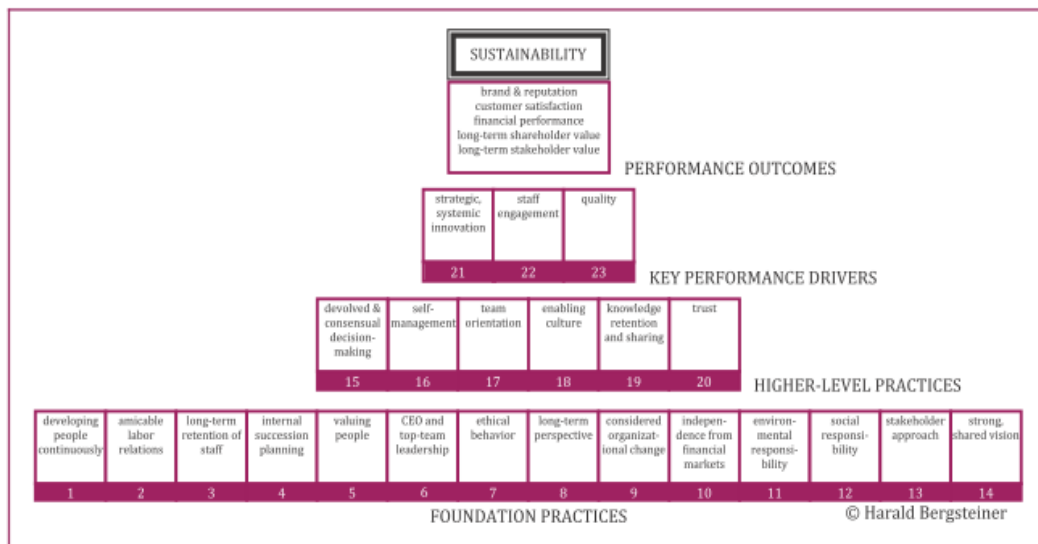 SUSTAINABILITY
brand & reputation
customer satisfaction
financial performance
long-term shareholder value
long-term stakeholder value
PERFORMANCE OUTCOMES
strategic,
systemic
innovation
21
staff
engagement
22
quality
23
KEY PERFORMANCE DRIVERS
devolved &
consensual
decision-
making
15
self-
management
16
team
orientation
17
enabling
culture
18
knowledge
retention
and sharing
19
trust
20
HIGHER-LEVEL PRACTICES
developing
people
continuously
1
amicable
labor
relations
2
long-term
retention of
staff
3
internal
succession
planning
4
valuing
people
5
CEO and
top-team
leadership
6
ethical
behavior
7
long-term
perspective
8
considered
organizat-
ional change
9
indepen-
dence from
financial
markets
10
environ-
mental
responsi-
bility
11
social
responsi-
bility
12
stakeholder
approach
13
strong,
shared vision
14
FOUNDATION PRACTICES
© Harald Bergsteiner